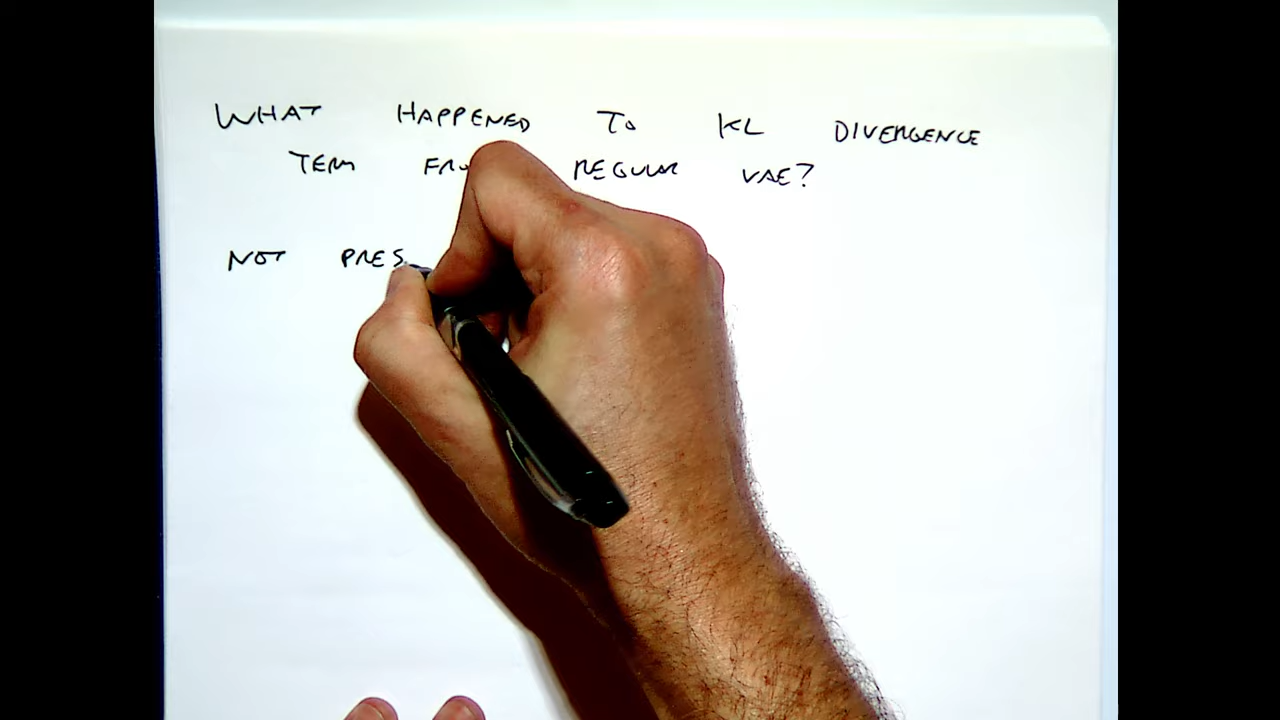 WHAT HAPPENED TO KL DIVERGENCE
TERM REGULAR VAE?
NOT PRES